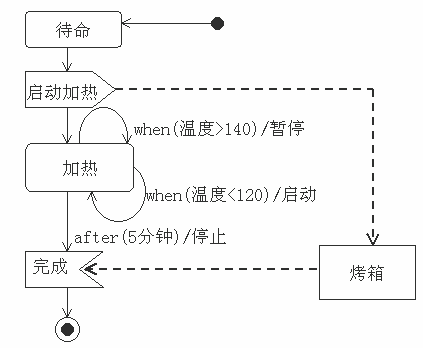 待命
启动加热
when(温度>140)/暂停
加热
when(温度<120)/启动
after(5分钟)/停止
完成
烤箱